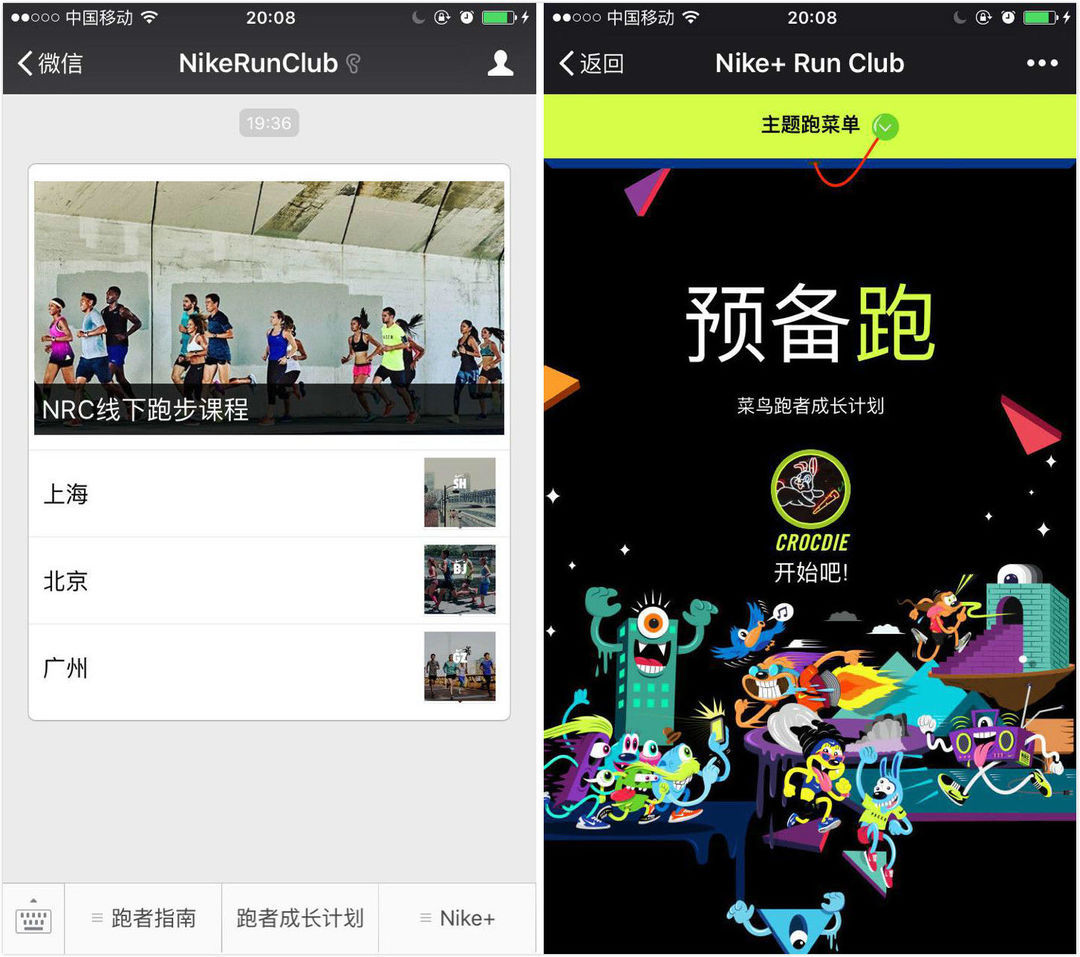 中国移动 20:08
微信 NikeRunClub
19:36
NRC线下跑步课程
上海
SH
北京
BJ
广州
GZ
跑者指南 跑者成长计划 Nike+
中国移动 20:08
返回 Nike+ Run Club
主题跑菜单
预备跑
菜鸟跑者成长计划
CROCDIE
开始吧!